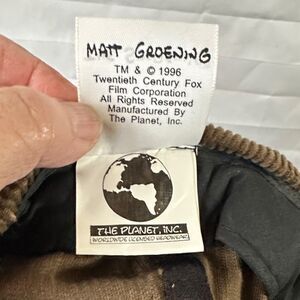 MATT GROENING
TM & © 1996
Twentieth Century Fox
Film Corporation
All Rights Reserved
Manufactured By
The Planet, Inc.
THE PLANET, INC.
WORLDWIDE LICENSED HEADWEAR